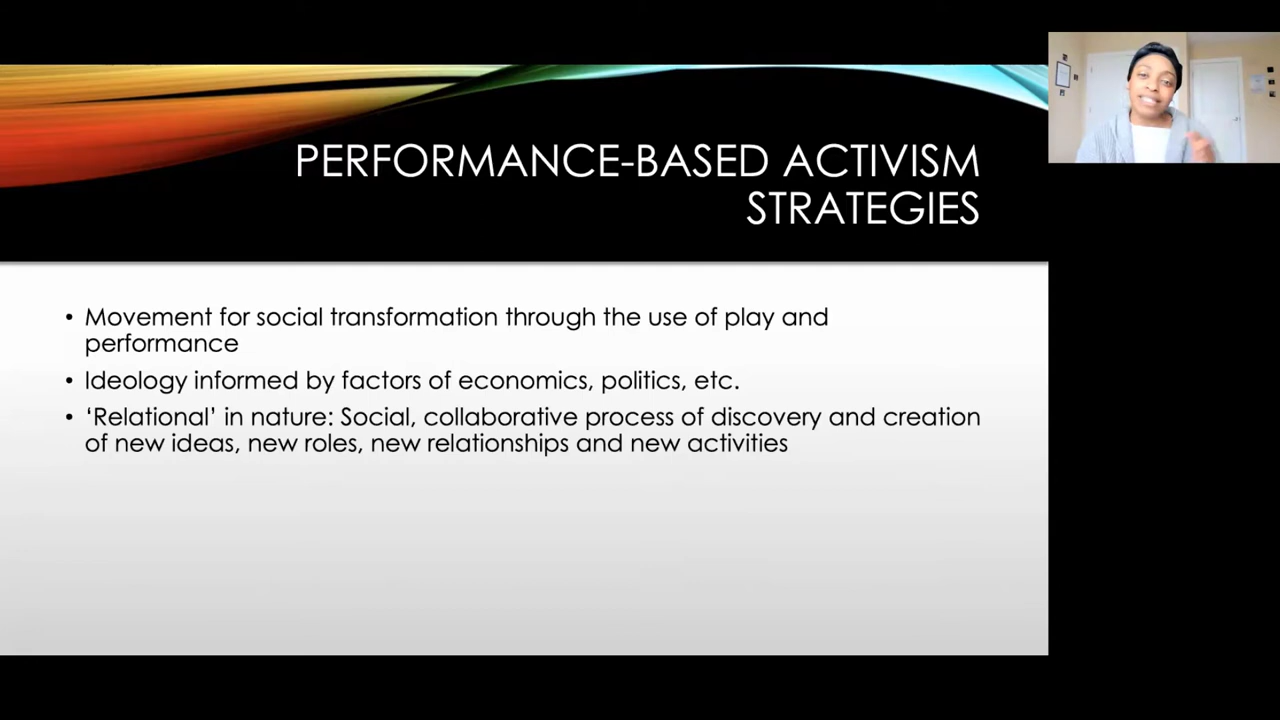 PERFORMANCE-BASED ACTIVISM
STRATEGIES
• Movement for social transformation through the use of play and
performance
• Ideology informed by factors of economics, politics, etc.
• ‘Relational’ in nature: Social, collaborative process of discovery and creation
of new ideas, new roles, new relationships and new activities